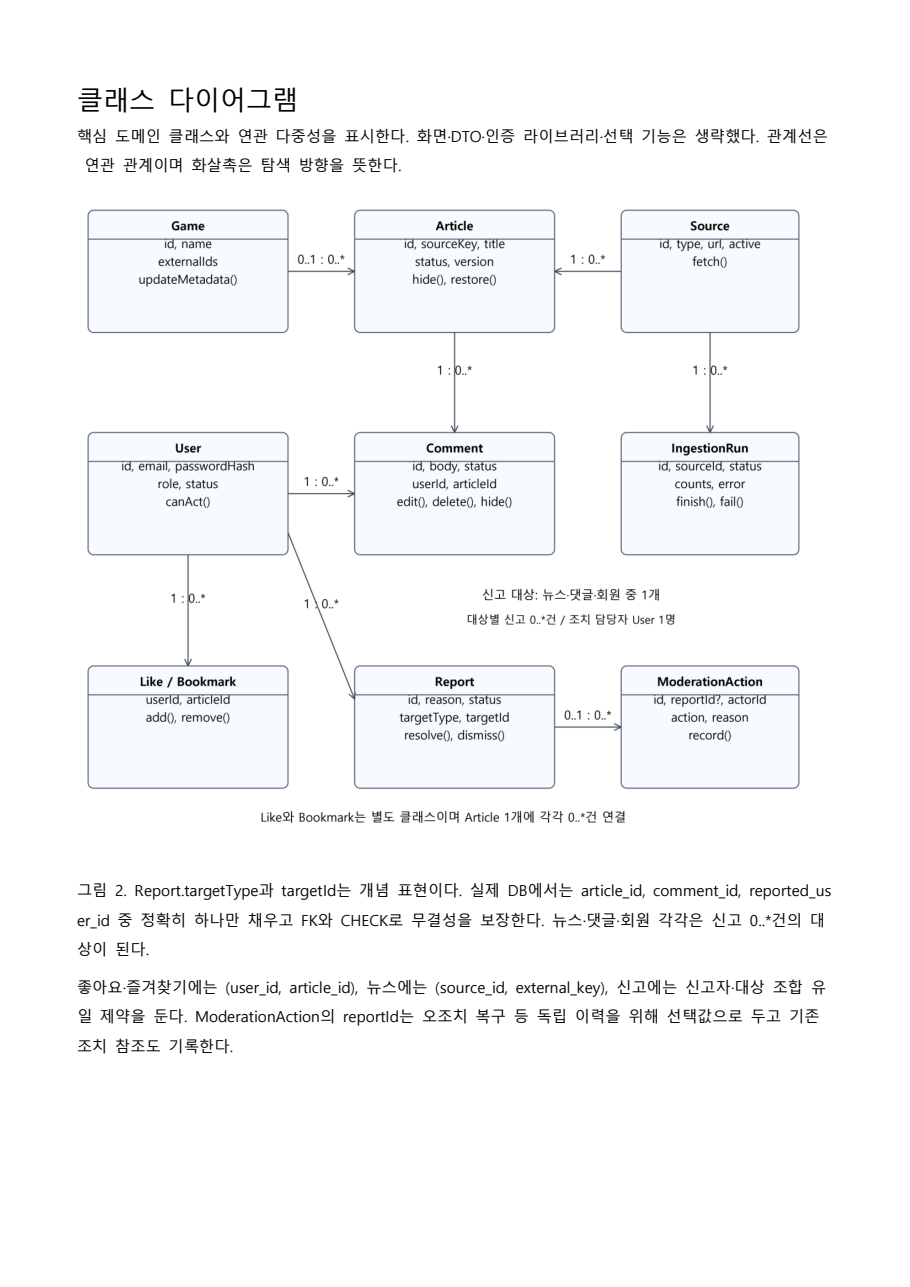 클래스 다이어그램
핵심 도메인 클래스와 연관 다중성을 표시한다. 화면·DTO·인증 라이브러리·선택 기능은 생략했다. 관계선은
연관 관계이며 화살촉은 탐색 방향을 뜻한다.
Game
id, name
externalIds
updateMetadata()
0..1 : 0..*
Article
id, sourceKey, title
status, version
hide(), restore()
1 : 0..*
Source
id, type, url, active
fetch()
1 : 0..*
1 : 0..*
User
id, email, passwordHash
role, status
canAct()
1 : 0..*
Comment
id, body, status
userId, articleId
edit(), delete(), hide()
IngestionRun
id, sourceId, status
counts, error
finish(), fail()
1 : 0..*
1 : 0..*
신고 대상: 뉴스·댓글·회원 중 1개
대상별 신고 0..*건 / 조치 담당자 User 1명
Like / Bookmark
userId, articleId
add(), remove()
Report
id, reason, status
targetType, targetId
resolve(), dismiss()
0..1 : 0..*
ModerationAction
id, reportId?, actorId
action, reason
record()
Like와 Bookmark는 별도 클래스이며 Article 1개에 각각 0..*건 연결
그림 2. Report.targetType과 targetId는 개념 표현이다. 실제 DB에서는 article_id, comment_id, reported_us
er_id 중 정확히 하나만 채우고 FK와 CHECK로 무결성을 보장한다. 뉴스·댓글·회원 각각은 신고 0..*건의 대
상이 된다.
좋아요·즐겨찾기에는 (user_id, article_id), 뉴스에는 (source_id, external_key), 신고에는 신고자·대상 조합 유
일 제약을 둔다. ModerationAction의 reportId는 오조치 복구 등 독립 이력을 위해 선택값으로 두고 기존
조치 참조도 기록한다.